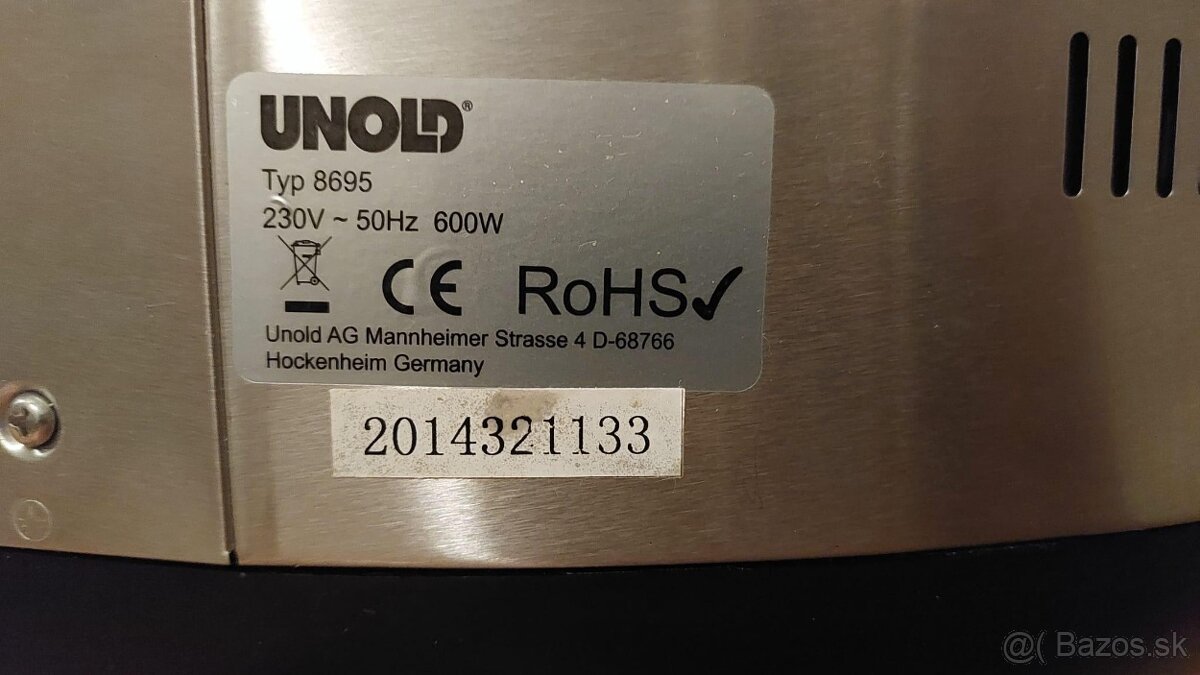 UNOLD®
Typ 8695
230V ~ 50Hz 600W
CE RoHS✓
Unold AG Mannheimer Strasse 4 D-68766
Hockenheim Germany
2014321133
@( Bazos.sk